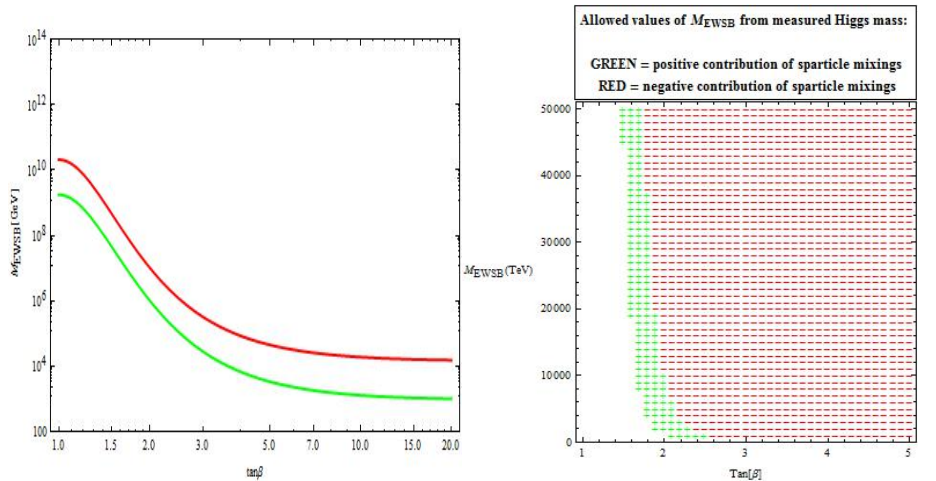 10^14
10^12
10^10
10^8
10^6
10^4
100
M_EWSB[GeV]
1.0 1.5 2.0 3.0 5.0 7.0 10.0 15.0 20.0
tanβ
Allowed values of M_EWSB from measured Higgs mass:
GREEN = positive contribution of sparticle mixings
RED = negative contribution of sparticle mixings
50000
40000
30000
M_EWSB(TeV)
20000
10000
0
1 2 3 4 5
Tan[β]